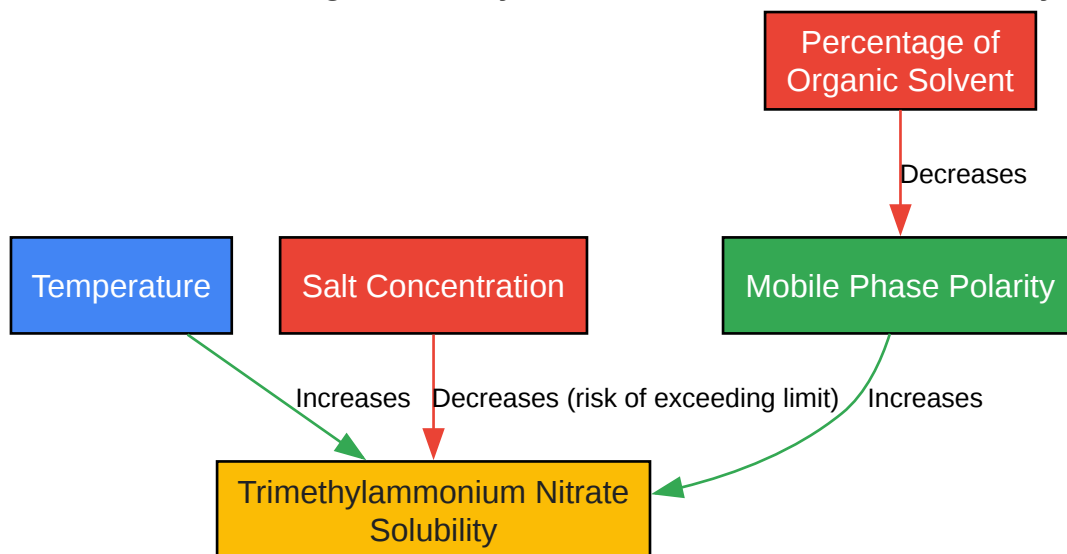 Percentage of
Organic Solvent
Decreases
Temperature
Salt Concentration
Mobile Phase Polarity
Increases
Decreases (risk of exceeding limit)
Increases
Trimethylammonium Nitrate
Solubility